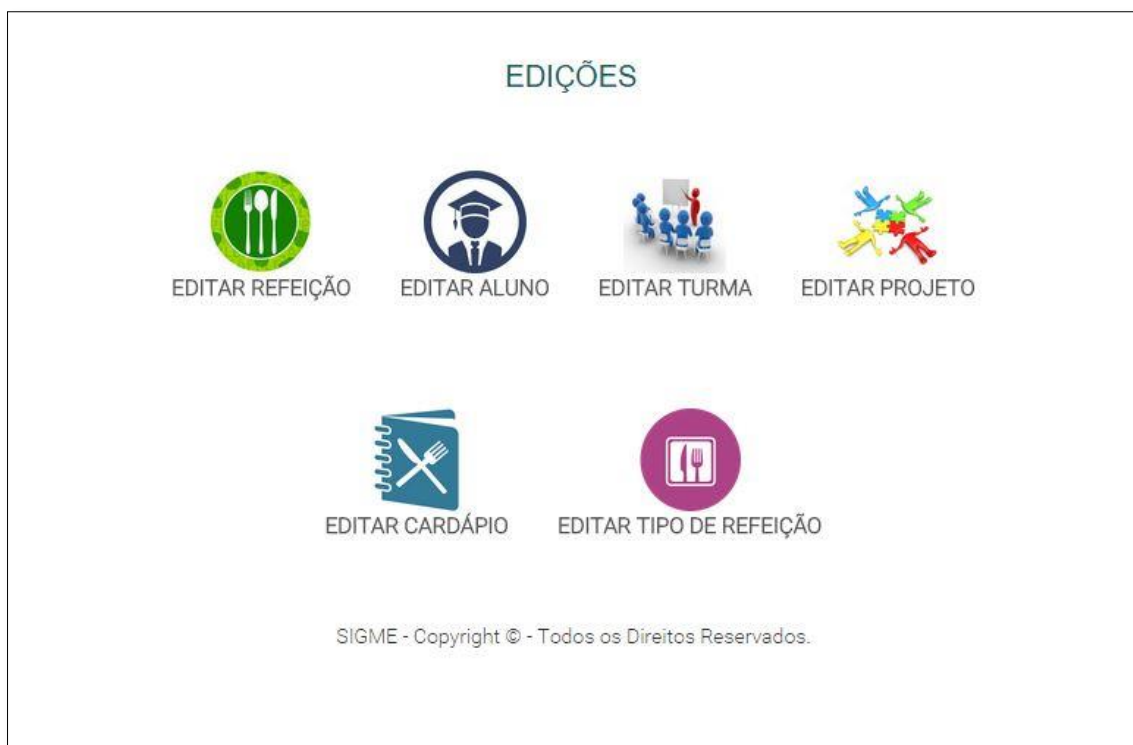 EDIÇÕES
EDITAR REFEIÇÃO
EDITAR ALUNO
EDITAR TURMA
EDITAR PROJETO
EDITAR CARDÁPIO
EDITAR TIPO DE REFEIÇÃO
SIGME - Copyright © - Todos os Direitos Reservados.